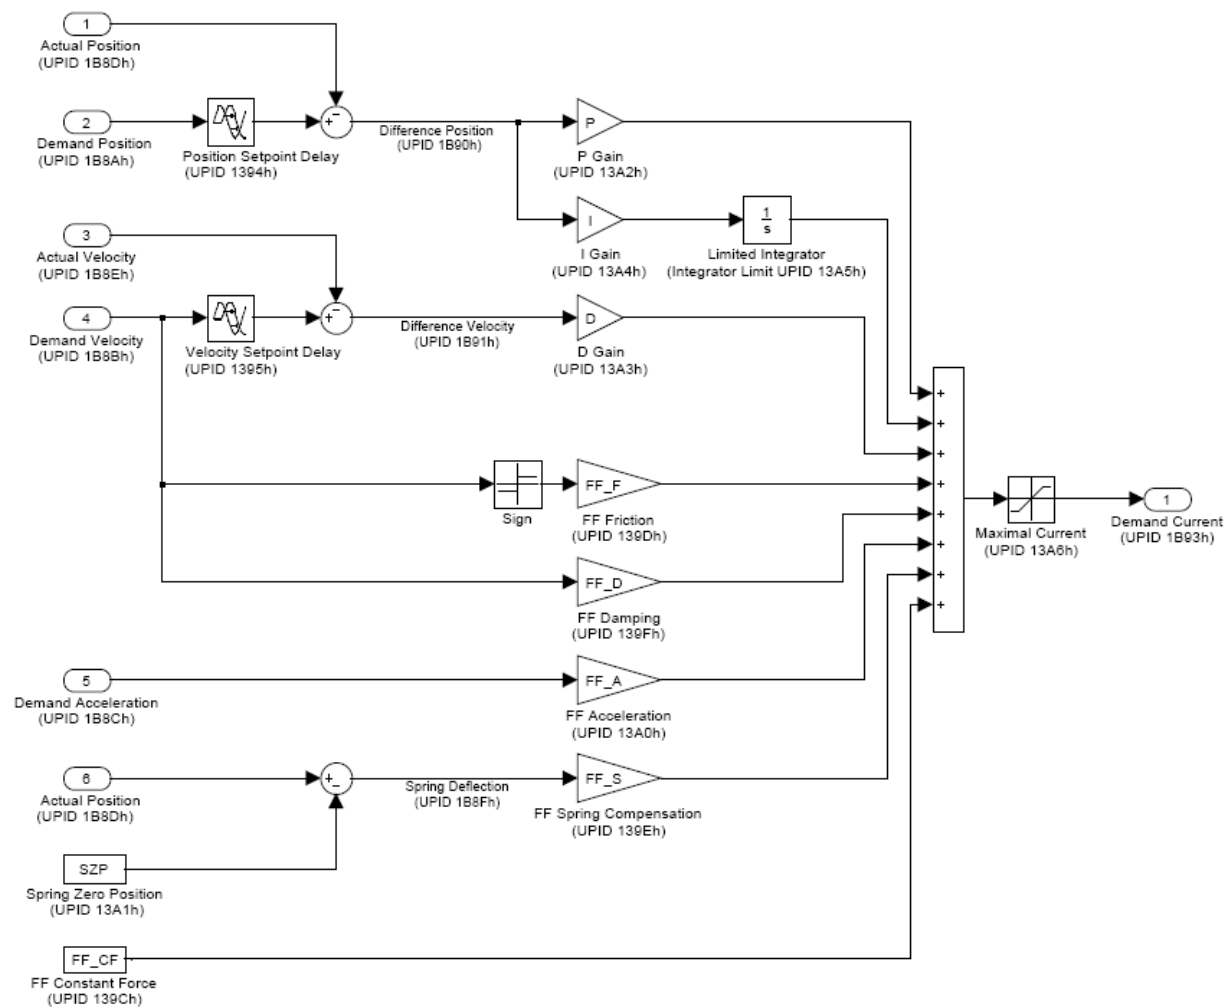 1
Actual Position
(UPID 1B8Dh)
2
Demand Position
(UPID 1B8Ah)
Position Setpoint Delay
(UPID 1394h)
+
−
Difference Position
(UPID 1B90h)
P
P Gain
(UPID 13A2h)
I
I Gain
(UPID 13A4h)
1
s
Limited Integrator
(Integrator Limit UPID 13A5h)
3
Actual Velocity
(UPID 1B8Eh)
4
Demand Velocity
(UPID 1B8Bh)
Velocity Setpoint Delay
(UPID 1395h)
+
−
Difference Velocity
(UPID 1B91h)
D
D Gain
(UPID 13A3h)
Sign
FF_F
FF Friction
(UPID 139Dh)
FF_D
FF Damping
(UPID 139Fh)
5
Demand Acceleration
(UPID 1B8Ch)
FF_A
FF Acceleration
(UPID 13A0h)
6
Actual Position
(UPID 1B8Dh)
+
−
Spring Deflection
(UPID 1B8Fh)
FF_S
FF Spring Compensation
(UPID 139Eh)
SZP
Spring Zero Position
(UPID 13A1h)
FF_CF
FF Constant Force
(UPID 139Ch)
+
+
+
+
+
+
+
+
Maximal Current
(UPID 13A6h)
1
Demand Current
(UPID 1B93h)